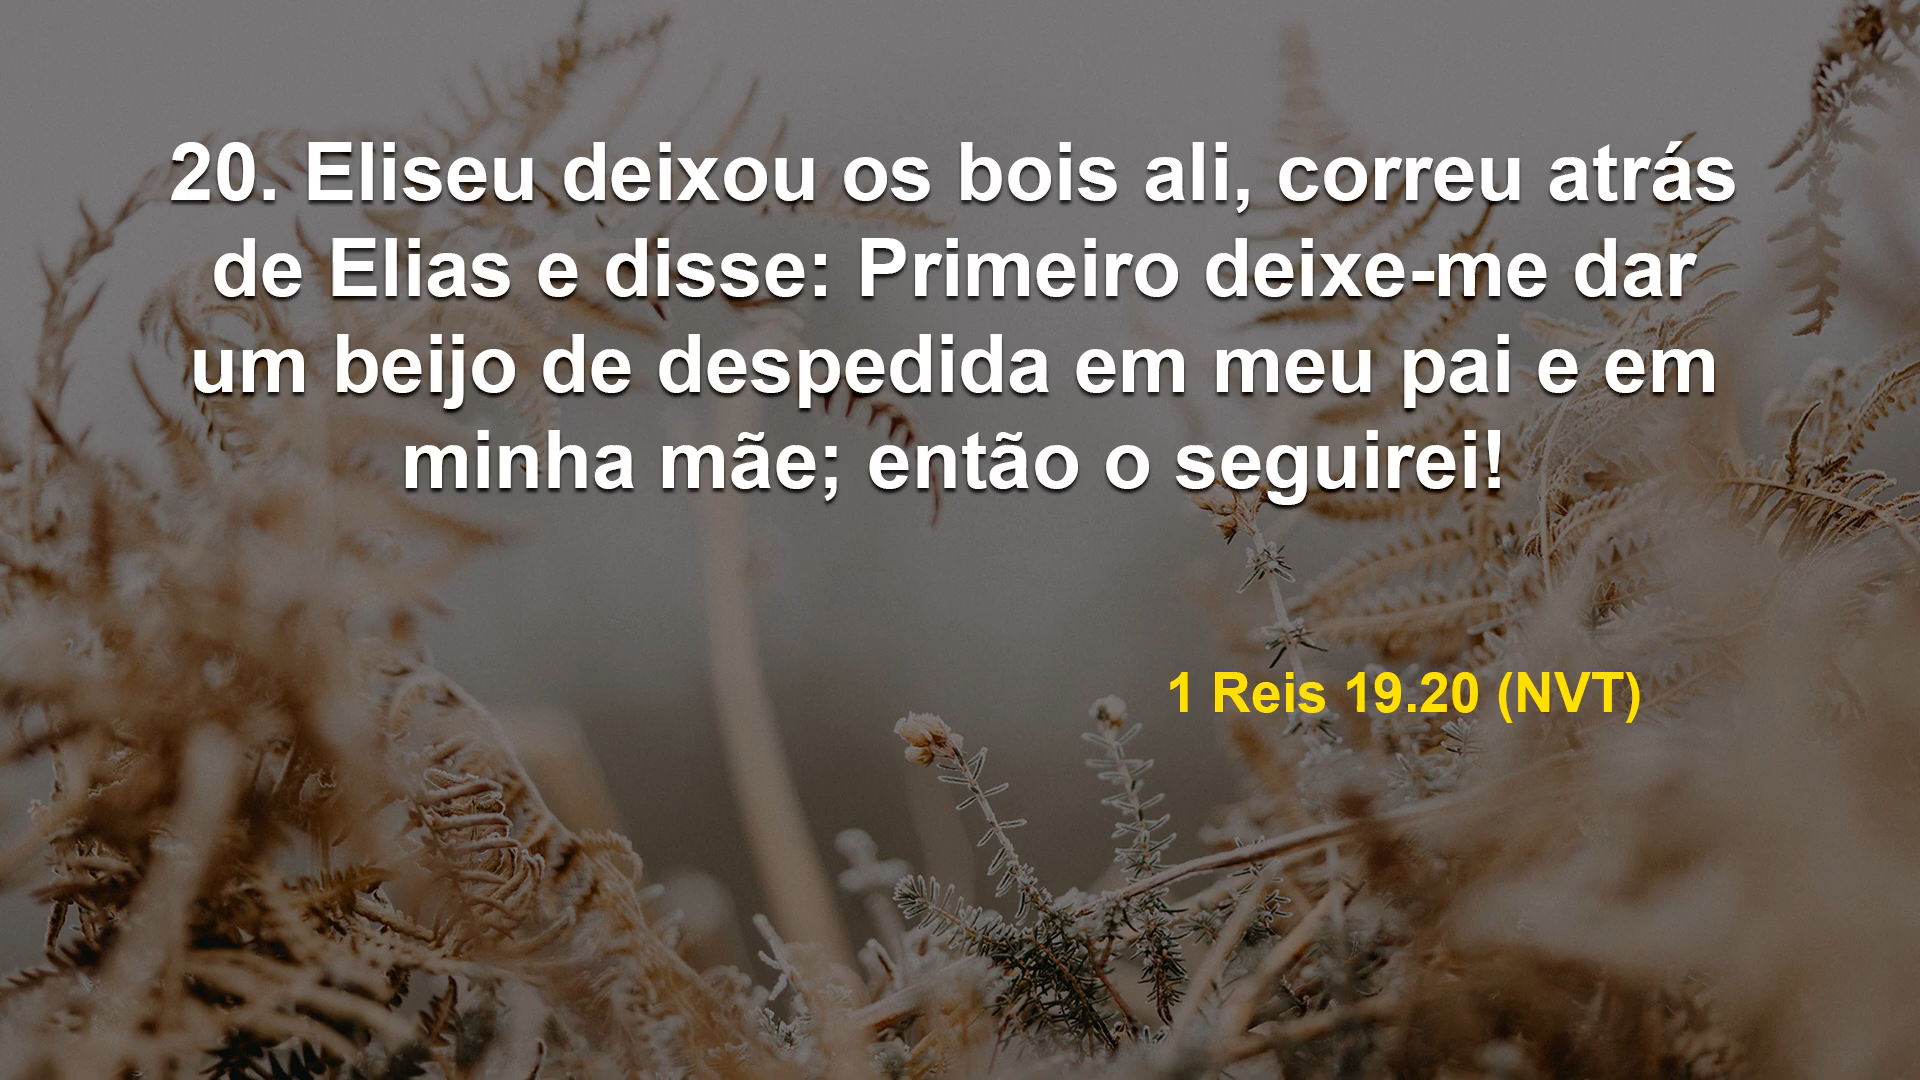 20. Eliseu deixou os bois ali, correu atrás
de Elias e disse: Primeiro deixe-me dar
um beijo de despedida em meu pai e em
minha mãe; então o seguirei!
1 Reis 19.20 (NVT)